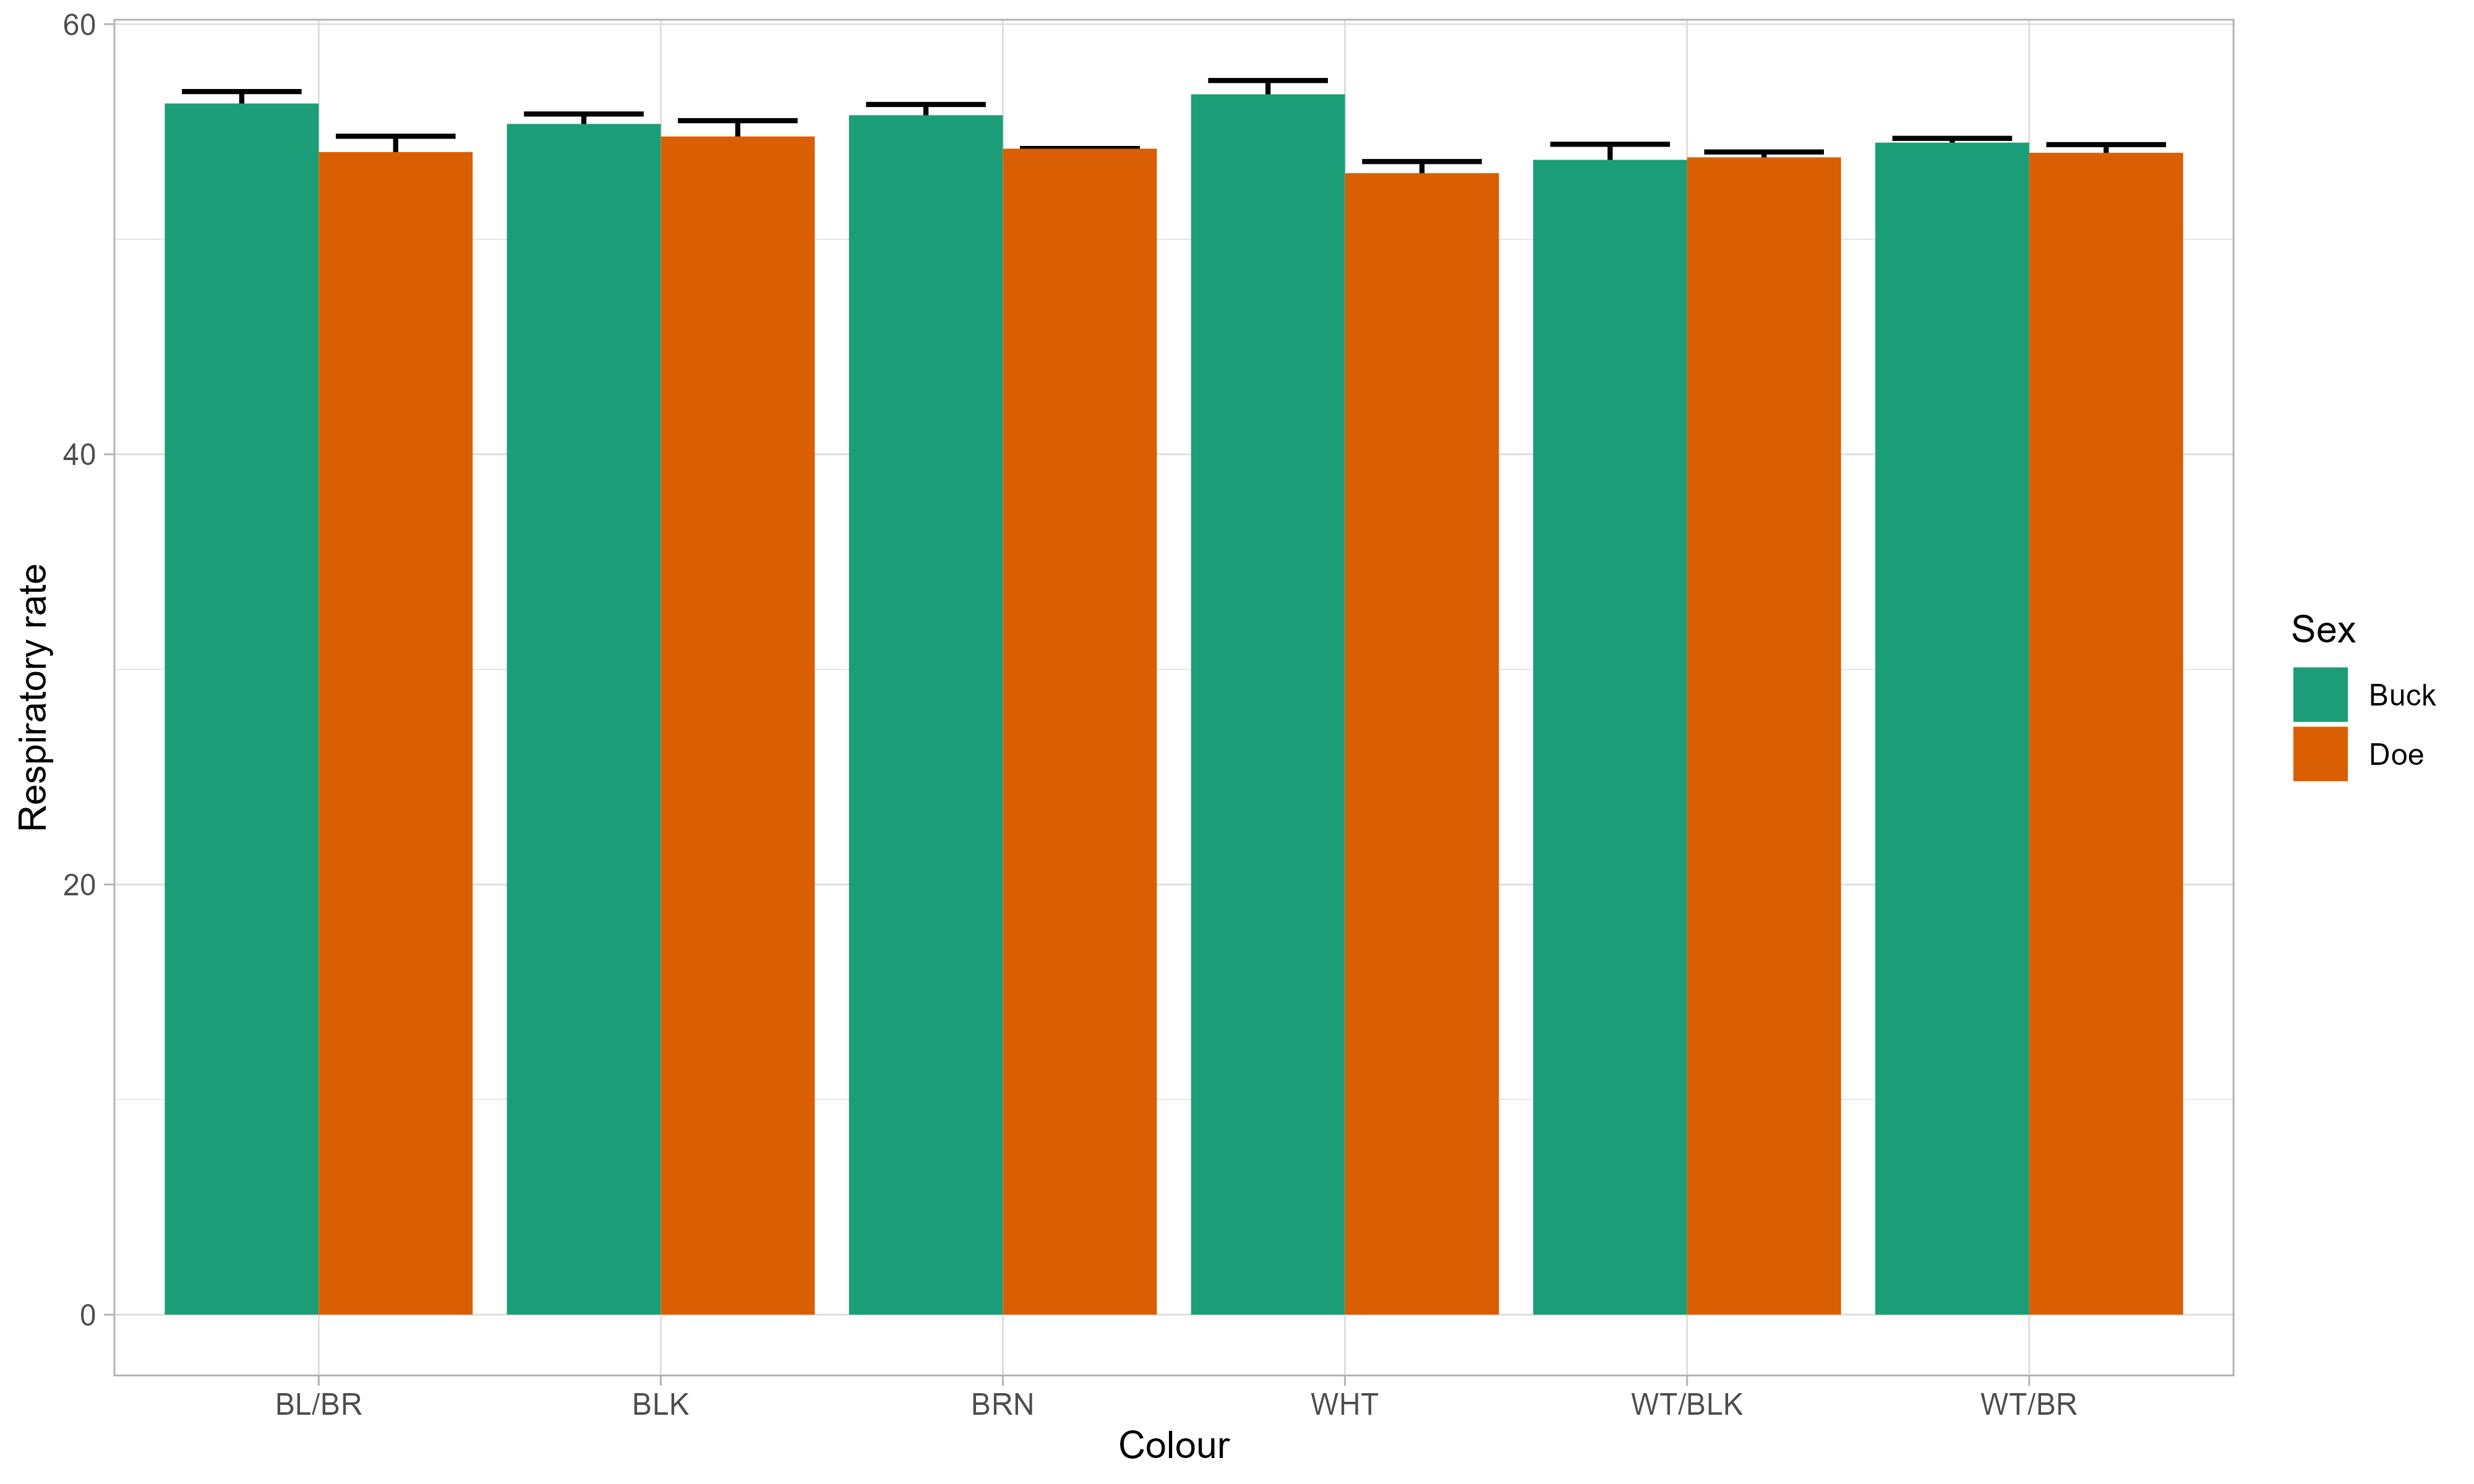 60
40
20
0
Respiratory rate
BL/BR
BLK
BRN
WHT
WT/BLK
WT/BR
Colour
Sex
Buck
Doe